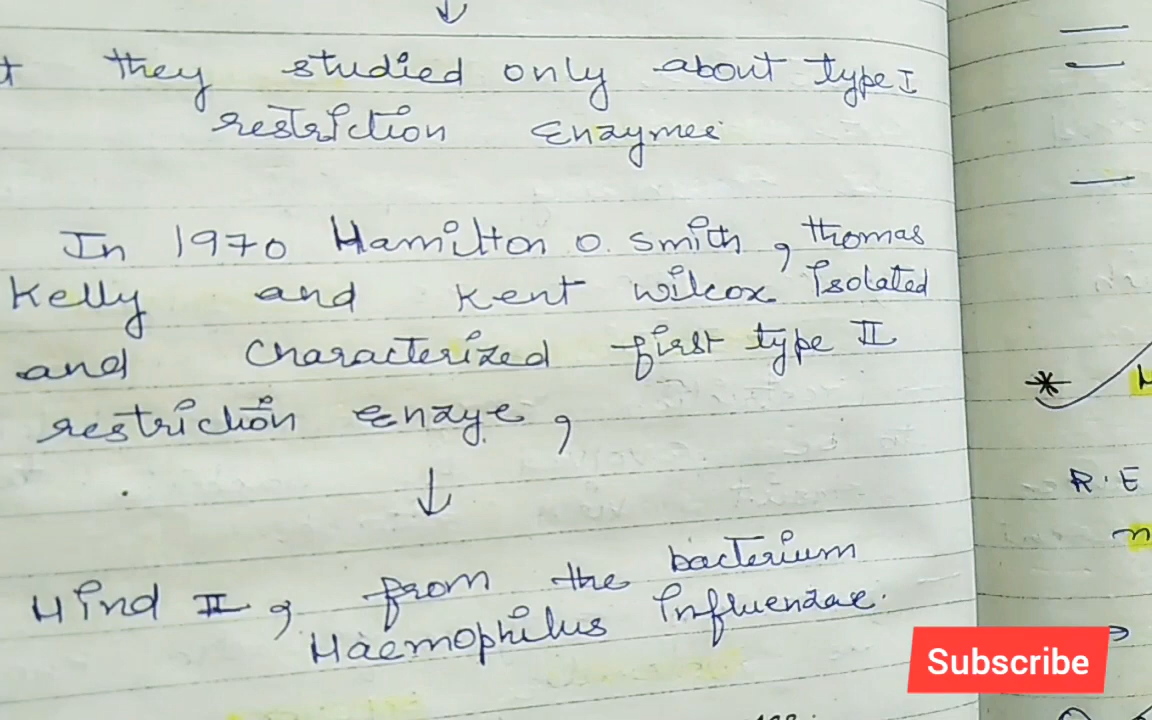 they studied only about type I
restriction Enzymes
In 1970 Hamilton O. Smith, thomas
Kelly and Kent wilcox isolated
and characterized first type II
restriction enzye,
↓
Hind II, from the bacterium
Haemophilus influenzae.
R.E
Subscribe